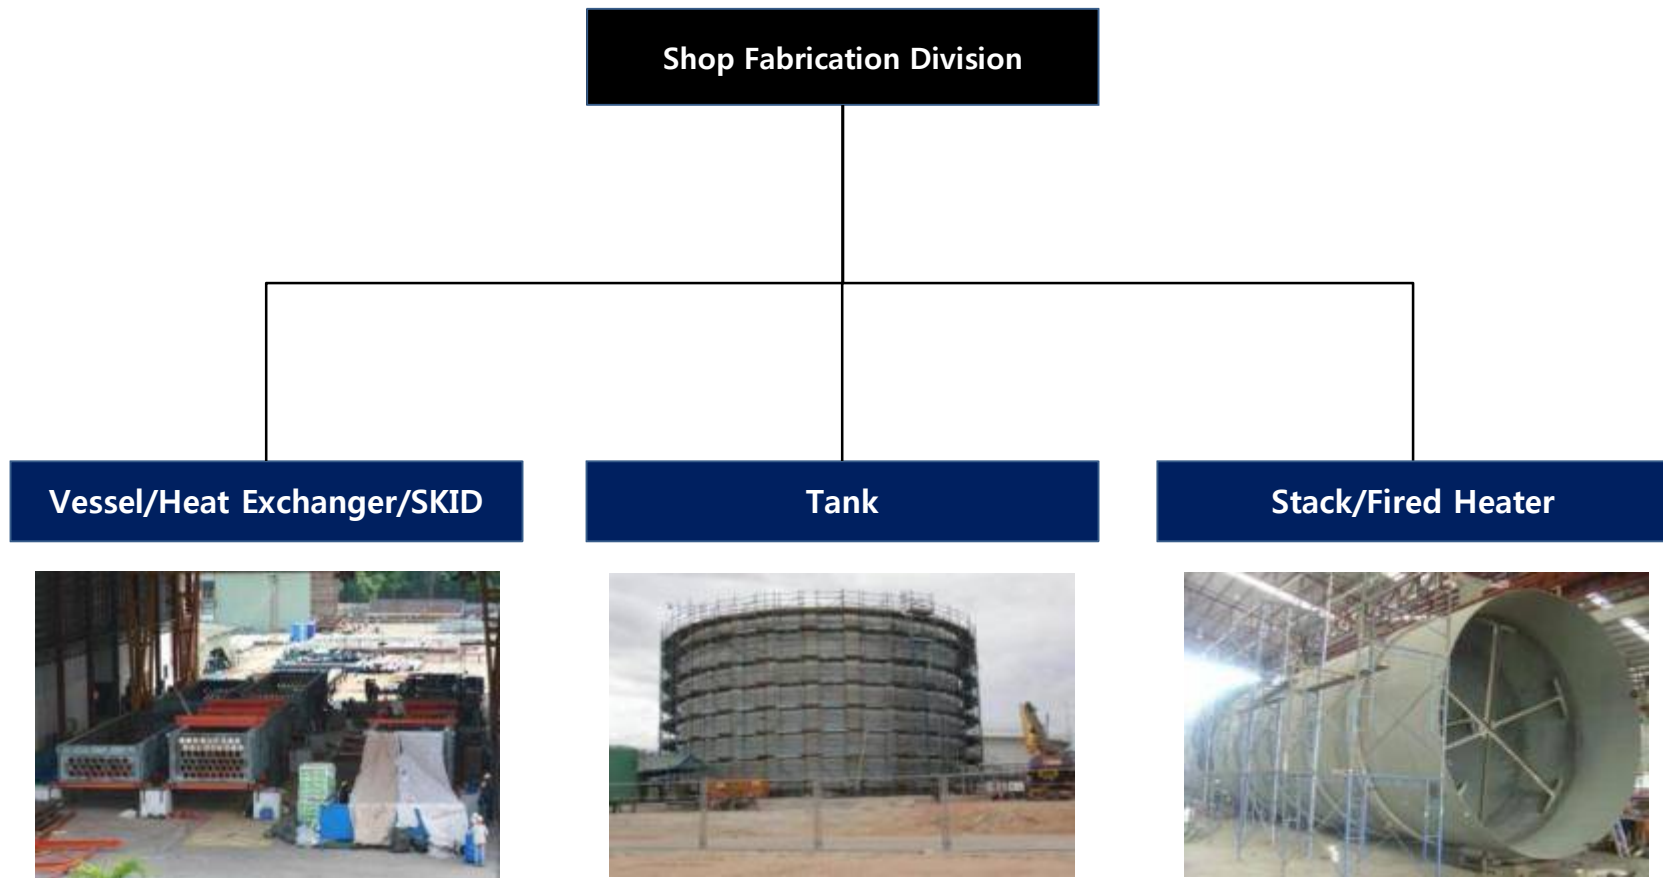 Shop Fabrication Division
Vessel/Heat Exchanger/SKID
Tank
Stack/Fired Heater